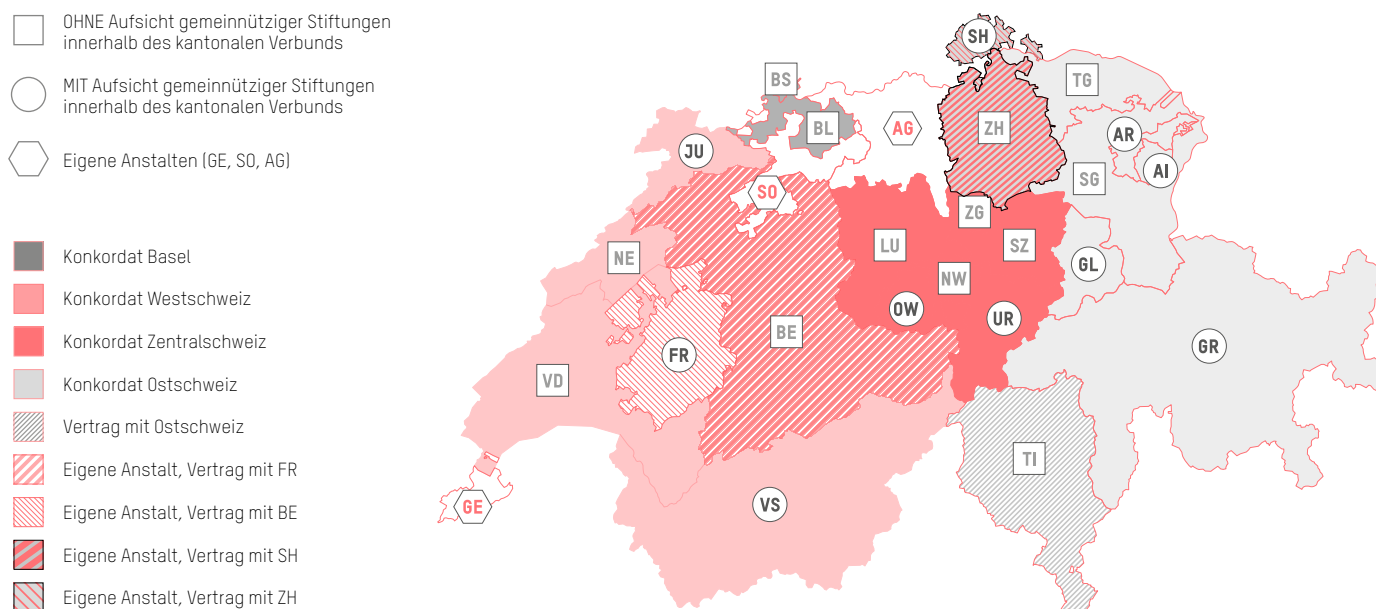 OHNE Aufsicht gemeinnütziger Stiftungen
innerhalb des kantonalen Verbunds
MIT Aufsicht gemeinnütziger Stiftungen
innerhalb des kantonalen Verbunds
Eigene Anstalten (GE, SO, AG)
Konkordat Basel
Konkordat Westschweiz
Konkordat Zentralschweiz
Konkordat Ostschweiz
Vertrag mit Ostschweiz
Eigene Anstalt, Vertrag mit FR
Eigene Anstalt, Vertrag mit BE
Eigene Anstalt, Vertrag mit SH
Eigene Anstalt, Vertrag mit ZH
SH
BS
TG
BL
AG
ZH
AR
JU
AI
SG
SO
ZG
LU
SZ
NE
GL
NW
OW
UR
BE
GR
FR
VD
TI
VS
GE